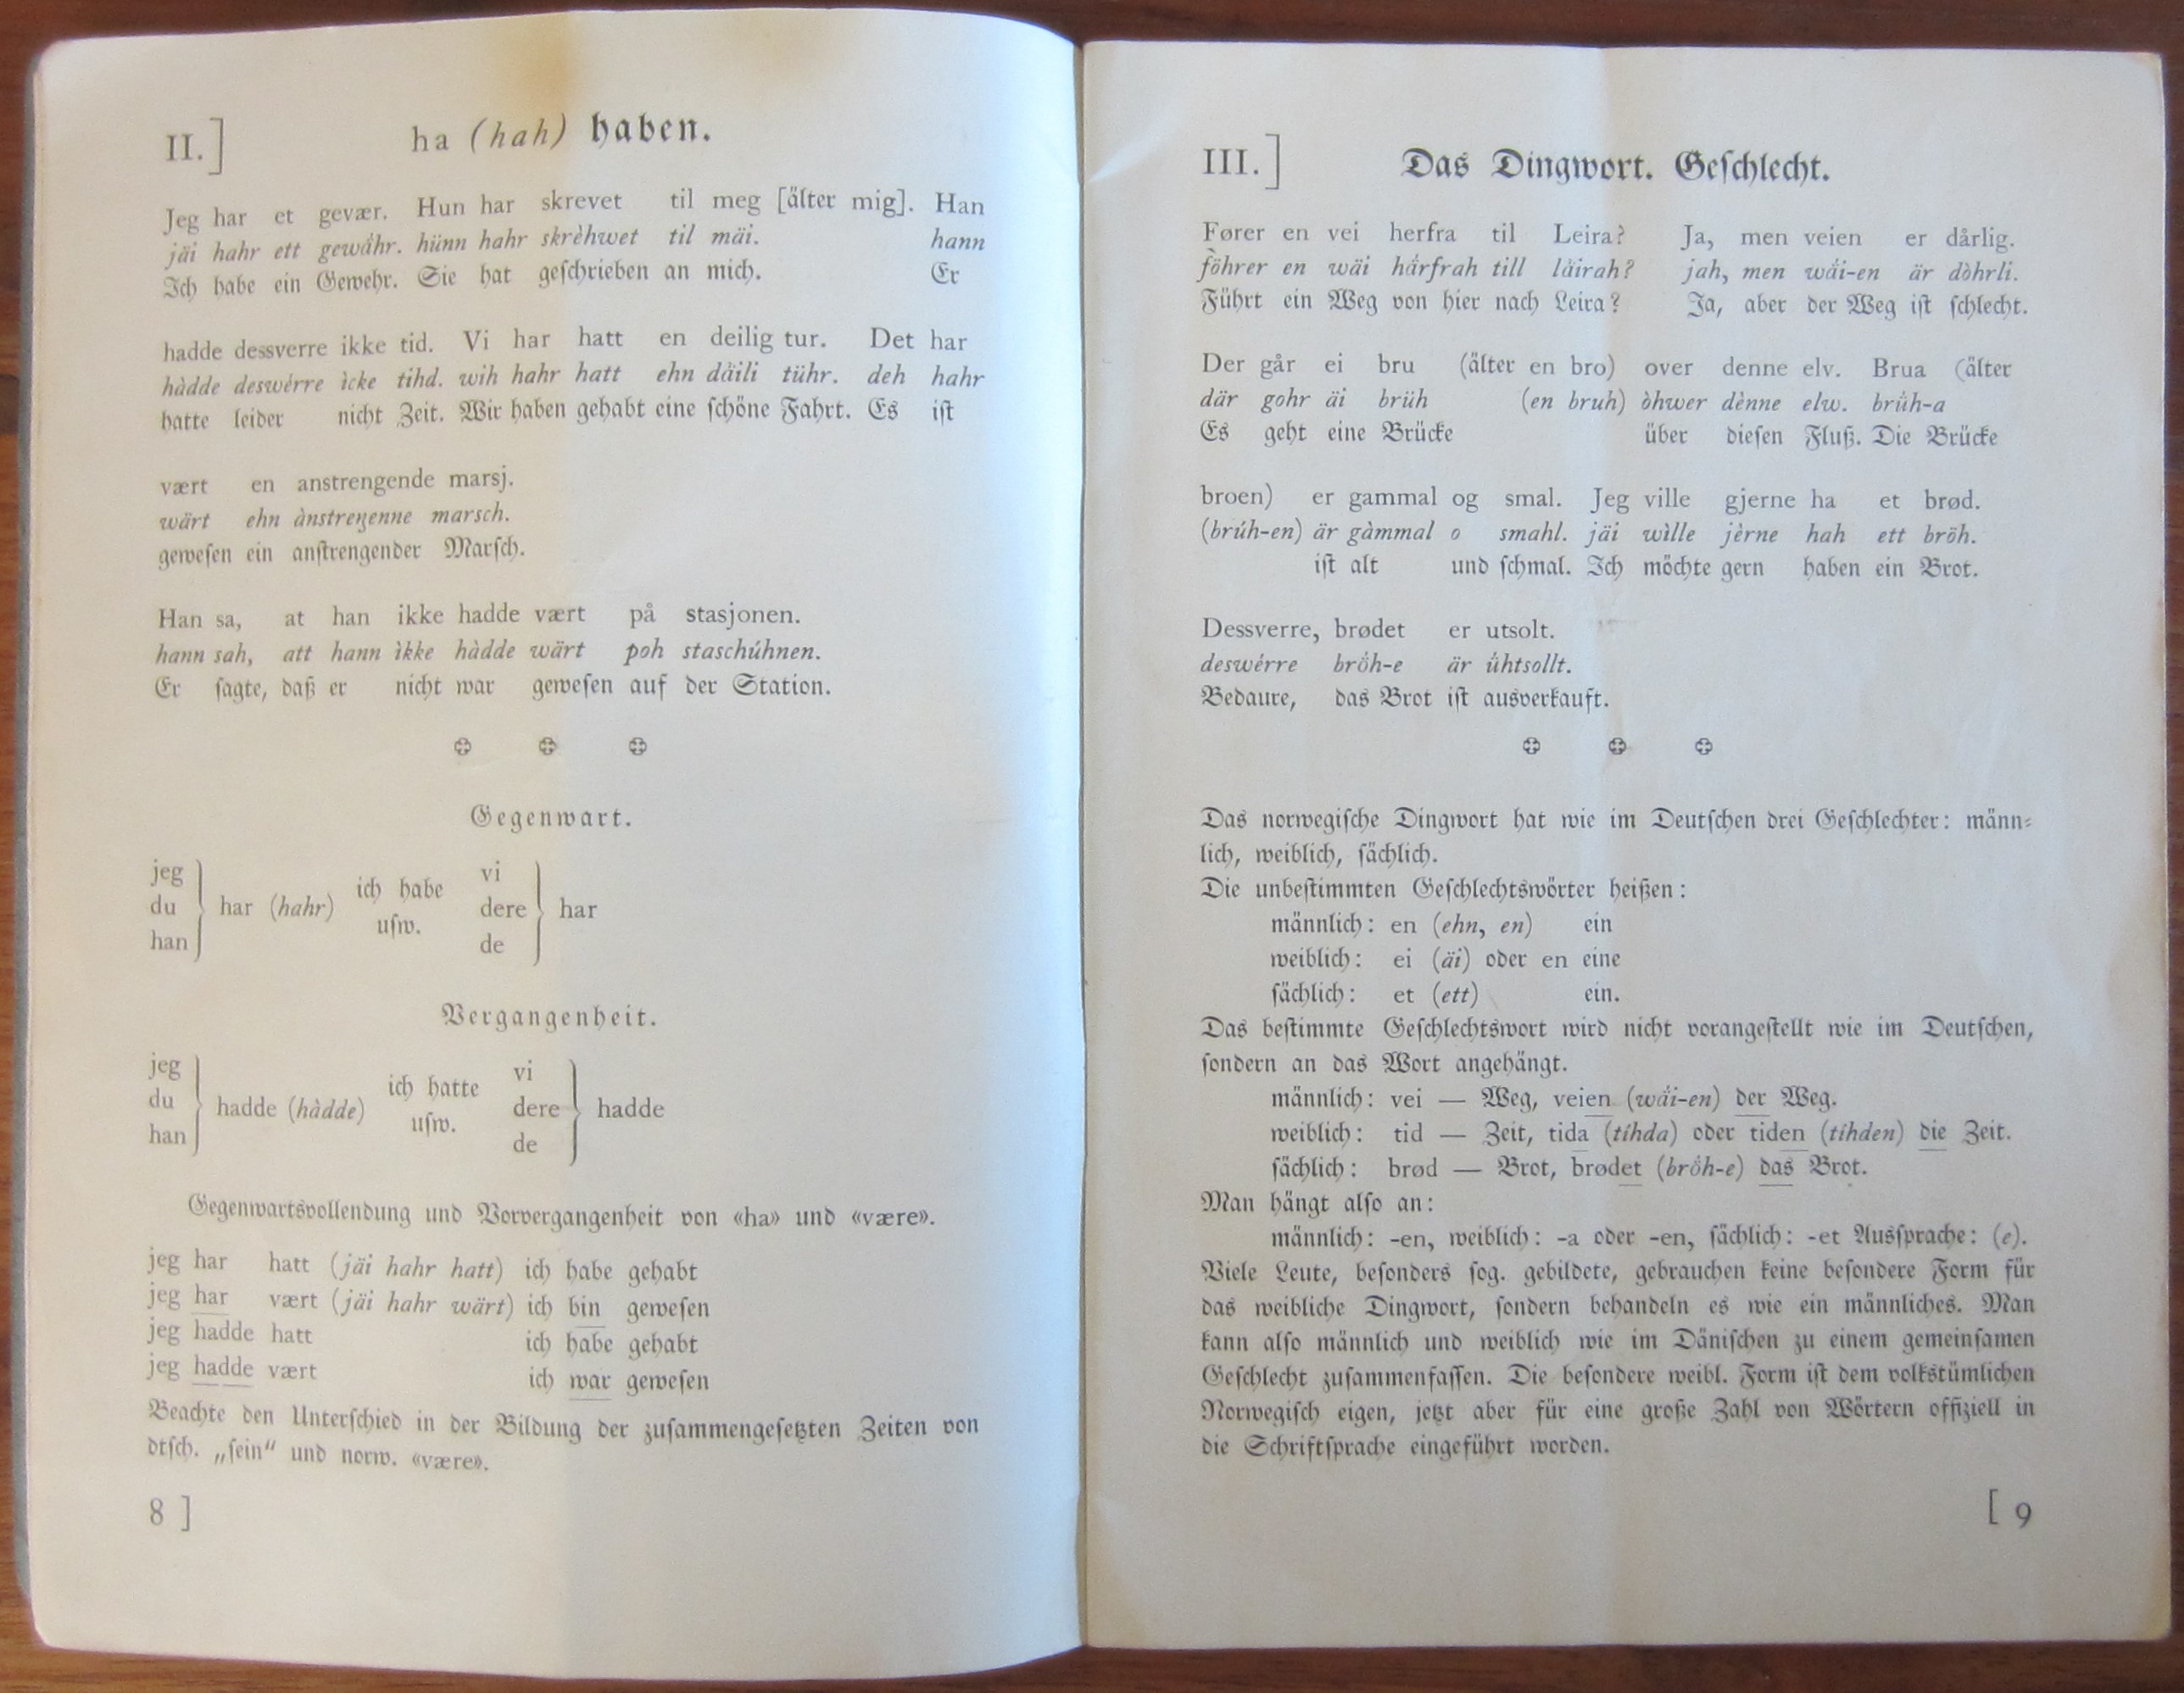 II.] ha (hah) haben.
Jeg har et gevær. Hun har skrevet til meg [älter mig]. Han
jäi hahr ett gewä́hr. hünn hahr skrèhwet til mäi. hann
Ich habe ein Gewehr. Sie hat geſchrieben an mich. Er
hadde dessverre ikke tid. Vi har hatt en deilig tur. Det har
hàdde deswérre ìcke tihd. wih hahr hatt ehn dä̀ili tühr. deh hahr
hatte leider nicht Zeit. Wir haben gehabt eine ſchöne Fahrt. Es iſt
vært en anstrengende marsj.
wärt ehn ànstreŋenne marsch.
geweſen ein anſtrengender Marſch.
Han sa, at han ikke hadde vært på stasjonen.
hann sah, att hann ìkke hàdde wärt poh staschúhnen.
Er ſagte, daß er nicht war geweſen auf der Station.
Gegenwart.
jeg
du
han
har (hahr) ich habe uſw.
vi
dere
de
har
Vergangenheit.
jeg
du
han
hadde (hàdde) ich hatte uſw.
vi
dere
de
hadde
Gegenwartsvollendung und Vorvergangenheit von «ha» und «være».
jeg har hatt (jäi hahr hatt) ich habe gehabt
jeg har vært (jäi hahr wärt) ich bin geweſen
jeg hadde hatt ich habe gehabt
jeg hadde vært ich war geweſen
Beachte den Unterſchied in der Bildung der zuſammengeſetzten Zeiten von
dtſch. „ſein“ und norw. «være».
8 ]
III.] Das Dingwort. Geſchlecht.
Fører en vei herfra til Leira? Ja, men veien er dårlig.
fö̀hrer en wäi hä́rfrah till lä̀irah? jah, men wä́i-en är dòhrli.
Führt ein Weg von hier nach Leira? Ja, aber der Weg iſt ſchlecht.
Der går ei bru (älter en bro) over denne elv. Brua (älter
där gohr äi brüh (en bruh) òhwer dènne elw. brǘh-a
Es geht eine Brücke über dieſen Fluß. Die Brücke
broen) er gammal og smal. Jeg ville gjerne ha et brød.
(brúh-en) är gàmmal o smahl. jäi wìlle jèrne hah ett bröh.
iſt alt und ſchmal. Ich möchte gern haben ein Brot.
Dessverre, brødet er utsolt.
deswérre brö́h-e är ǘhtsollt.
Bedaure, das Brot iſt ausverkauft.
Das norwegiſche Dingwort hat wie im Deutſchen drei Geſchlechter: männ-
lich, weiblich, ſächlich.
Die unbeſtimmten Geſchlechtswörter heißen:
männlich: en (ehn, en) ein
weiblich: ei (äi) oder en eine
ſächlich: et (ett) ein.
Das beſtimmte Geſchlechtswort wird nicht vorangeſtellt wie im Deutſchen,
ſondern an das Wort angehängt.
männlich: vei — Weg, veien (wä́i-en) der Weg.
weiblich: tid — Zeit, tida (tíhda) oder tiden (tíhden) die Zeit.
ſächlich: brød — Brot, brødet (brö́h-e) das Brot.
Man hängt alſo an:
männlich: -en, weiblich: -a oder -en, ſächlich: -et Ausſprache: (e).
Viele Leute, beſonders ſog. gebildete, gebrauchen keine beſondere Form für
das weibliche Dingwort, ſondern behandeln es wie ein männliches. Man
kann alſo männlich und weiblich wie im Däniſchen zu einem gemeinſamen
Geſchlecht zuſammenfaſſen. Die beſondere weibl. Form iſt dem volkstümlichen
Norwegiſch eigen, jetzt aber für eine große Zahl von Wörtern offiziell in
die Schriftſprache eingeführt worden.
[ 9